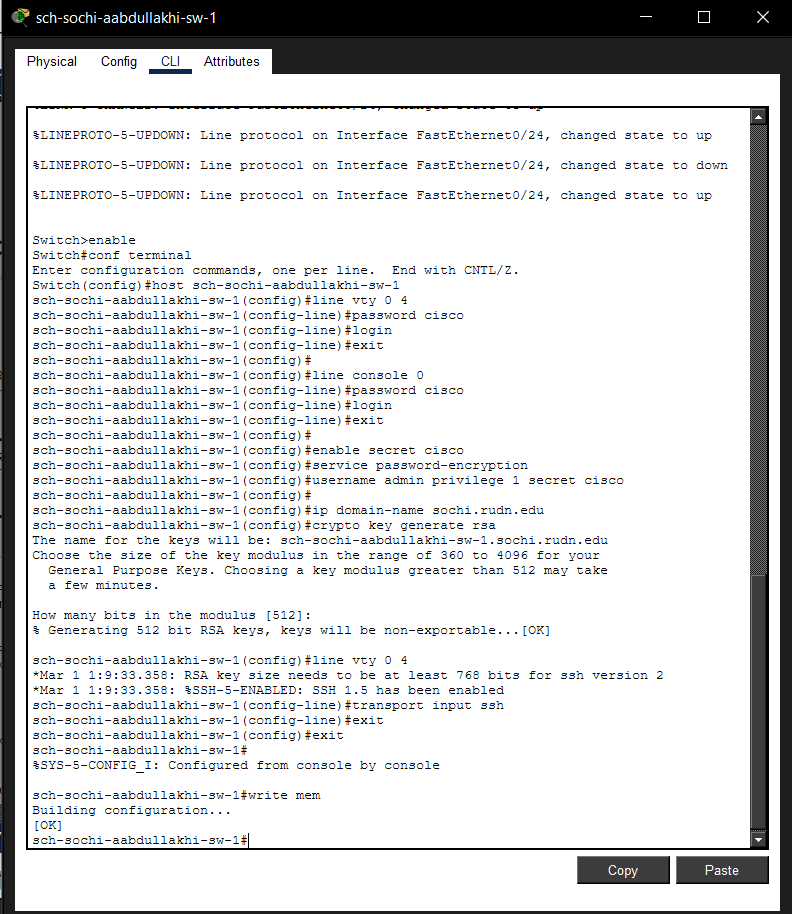 sch-sochi-aabdullakhi-sw-1
Physical Config CLI Attributes
%LINEPROTO-5-UPDOWN: Line protocol on Interface FastEthernet0/24, changed state to up
%LINEPROTO-5-UPDOWN: Line protocol on Interface FastEthernet0/24, changed state to down
%LINEPROTO-5-UPDOWN: Line protocol on Interface FastEthernet0/24, changed state to up
Switch>enable
Switch#conf terminal
Enter configuration commands, one per line.  End with CNTL/Z.
Switch(config)#host sch-sochi-aabdullakhi-sw-1
sch-sochi-aabdullakhi-sw-1(config)#line vty 0 4
sch-sochi-aabdullakhi-sw-1(config-line)#password cisco
sch-sochi-aabdullakhi-sw-1(config-line)#login
sch-sochi-aabdullakhi-sw-1(config-line)#exit
sch-sochi-aabdullakhi-sw-1(config)#
sch-sochi-aabdullakhi-sw-1(config)#line console 0
sch-sochi-aabdullakhi-sw-1(config-line)#password cisco
sch-sochi-aabdullakhi-sw-1(config-line)#login
sch-sochi-aabdullakhi-sw-1(config-line)#exit
sch-sochi-aabdullakhi-sw-1(config)#
sch-sochi-aabdullakhi-sw-1(config)#enable secret cisco
sch-sochi-aabdullakhi-sw-1(config)#service password-encryption
sch-sochi-aabdullakhi-sw-1(config)#username admin privilege 1 secret cisco
sch-sochi-aabdullakhi-sw-1(config)#
sch-sochi-aabdullakhi-sw-1(config)#ip domain-name sochi.rudn.edu
sch-sochi-aabdullakhi-sw-1(config)#crypto key generate rsa
The name for the keys will be: sch-sochi-aabdullakhi-sw-1.sochi.rudn.edu
Choose the size of the key modulus in the range of 360 to 4096 for your
  General Purpose Keys. Choosing a key modulus greater than 512 may take
  a few minutes.
How many bits in the modulus [512]:
% Generating 512 bit RSA keys, keys will be non-exportable...[OK]
sch-sochi-aabdullakhi-sw-1(config)#line vty 0 4
*Mar 1 1:9:33.358: RSA key size needs to be at least 768 bits for ssh version 2
*Mar 1 1:9:33.358: %SSH-5-ENABLED: SSH 1.5 has been enabled
sch-sochi-aabdullakhi-sw-1(config-line)#transport input ssh
sch-sochi-aabdullakhi-sw-1(config-line)#exit
sch-sochi-aabdullakhi-sw-1(config)#exit
sch-sochi-aabdullakhi-sw-1#
%SYS-5-CONFIG_I: Configured from console by console
sch-sochi-aabdullakhi-sw-1#write mem
Building configuration...
[OK]
sch-sochi-aabdullakhi-sw-1#
Copy Paste